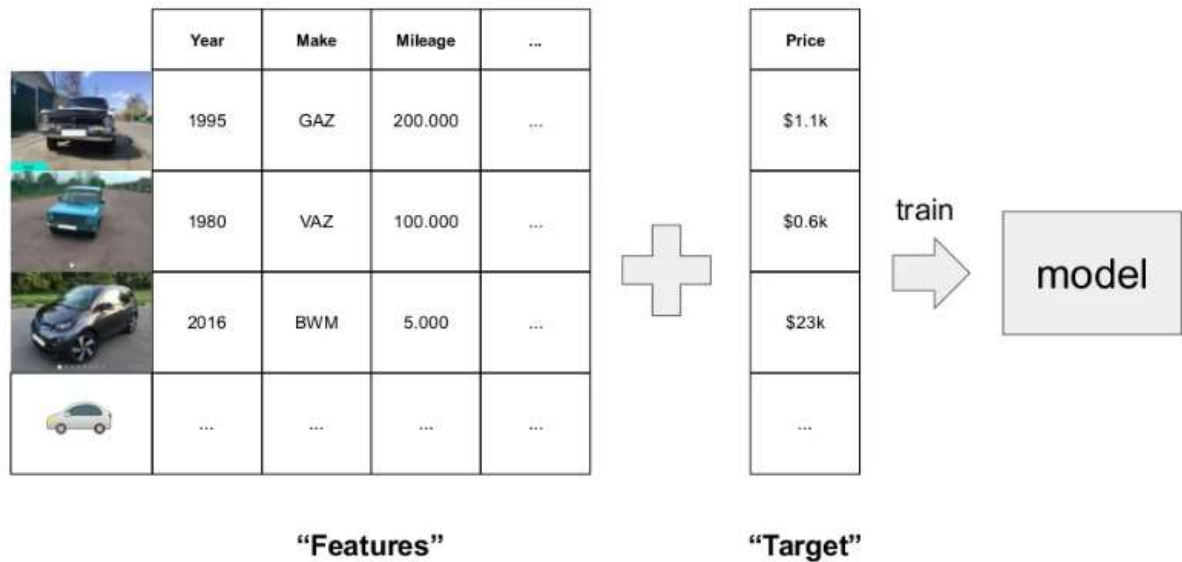 Year Make Mileage ... Price
1995 GAZ 200.000 ... $1.1k
1980 VAZ 100.000 ... $0.6k
train
model
2016 BWM 5.000 ... $23k
... ... ... ... ...
“Features” “Target”